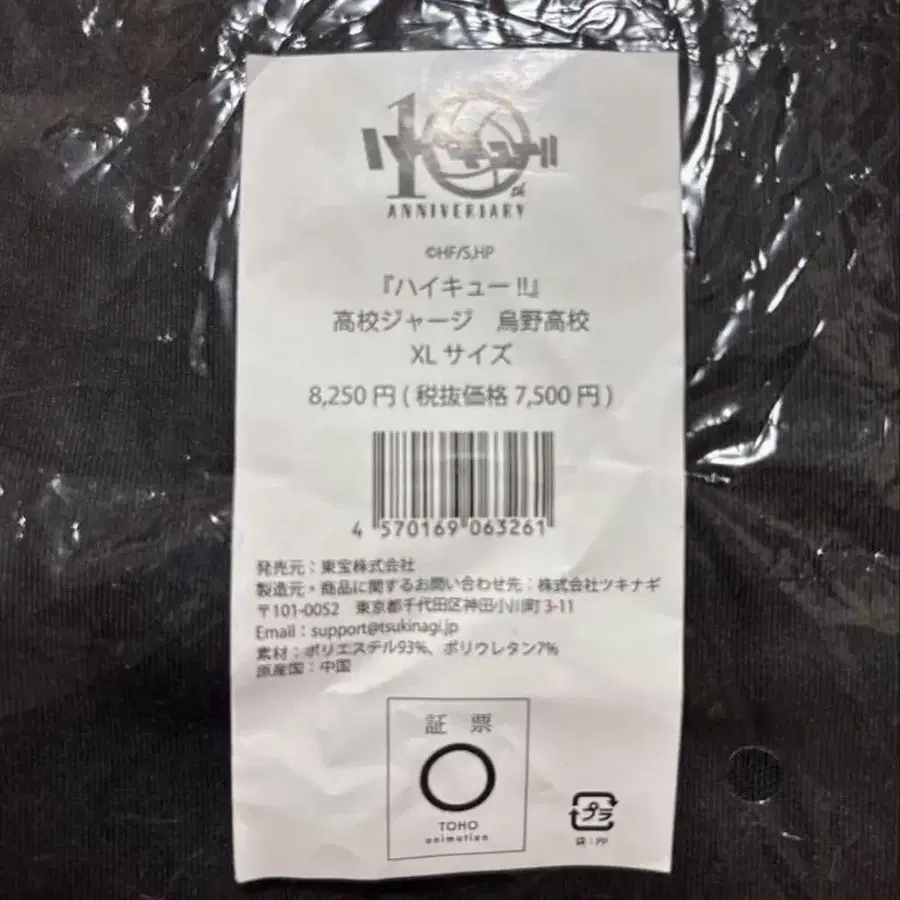 ハイキュー!!
10th
ANNIVERSARY
©HF/S,HP
『ハイキュー!!』
高校ジャージ　烏野高校
XL サイズ
8,250 円 ( 税抜価格 7,500 円 )
4 570169 063261
発売元：東宝株式会社
製造元・商品に関するお問い合わせ先：株式会社ツキナギ
〒101-0052　東京都千代田区神田小川町 3-11
Email：support@tsukinagi.jp
素材：ポリエステル93%、ポリウレタン7%
原産国：中国
証 票
TOHO
animation
プラ
袋：PP